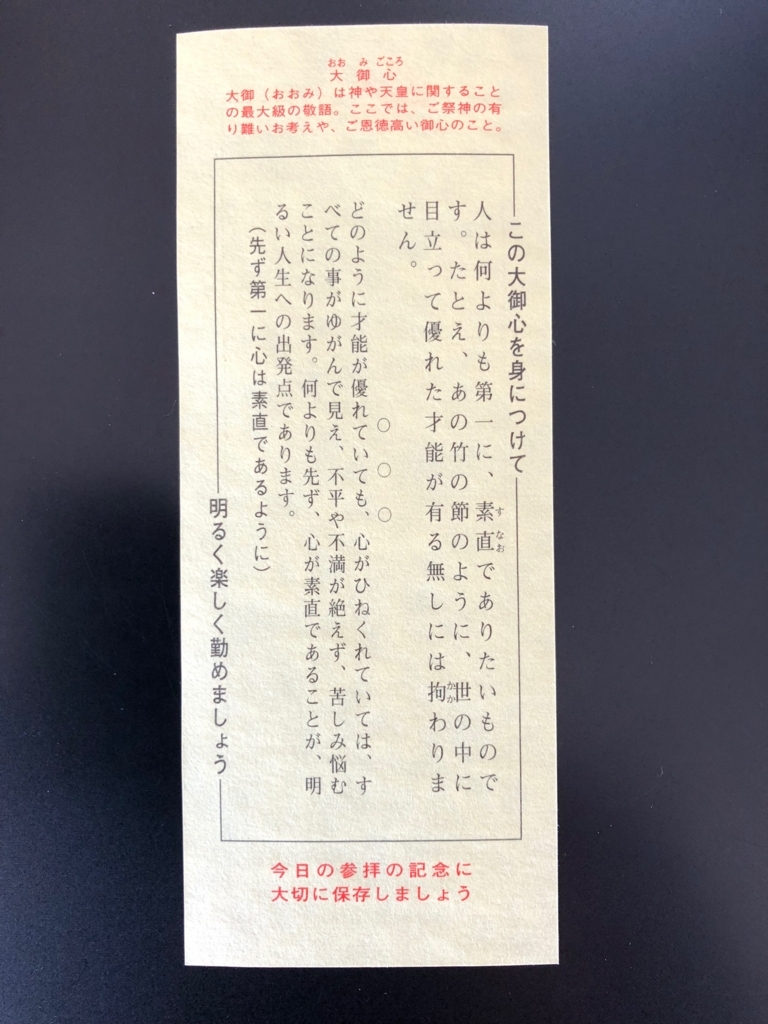 おおみごころ
大御心
大御（おおみ）は神や天皇に関すること
の最大級の敬語。ここでは、ご祭神の有
り難いお考えや、ご恩徳高い御心のこと。
この大御心を身につけて
人は何よりも第一に、素直でありたいもので
すなお
す。たとえ、あの竹の節のように、世の中に
目立って優れた才能が有る無しには拘わりま
かか
せん。
○○○
どのように才能が優れていても、心がひねくれていては、す
べての事がゆがんで見え、不平や不満が絶えず、苦しみ悩む
ことになります。何よりも先ず、心が素直であることが、明
るい人生への出発点であります。
（先ず第一に心は素直であるように）
明るく楽しく勤めましょう
今日の参拝の記念に
大切に保存しましょう